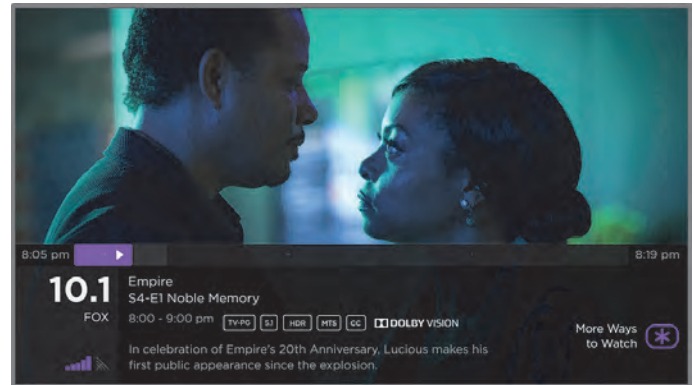 8:05 pm 8:19 pm
10.1
FOX
Empire
S4-E1 Noble Memory
8:00 - 9:00 pm TV-PG SJ HDR MTS CC DOLBY VISION
In celebration of Empire's 20th Anniversary, Lucious makes his
first public appearance since the explosion.
More Ways
to Watch